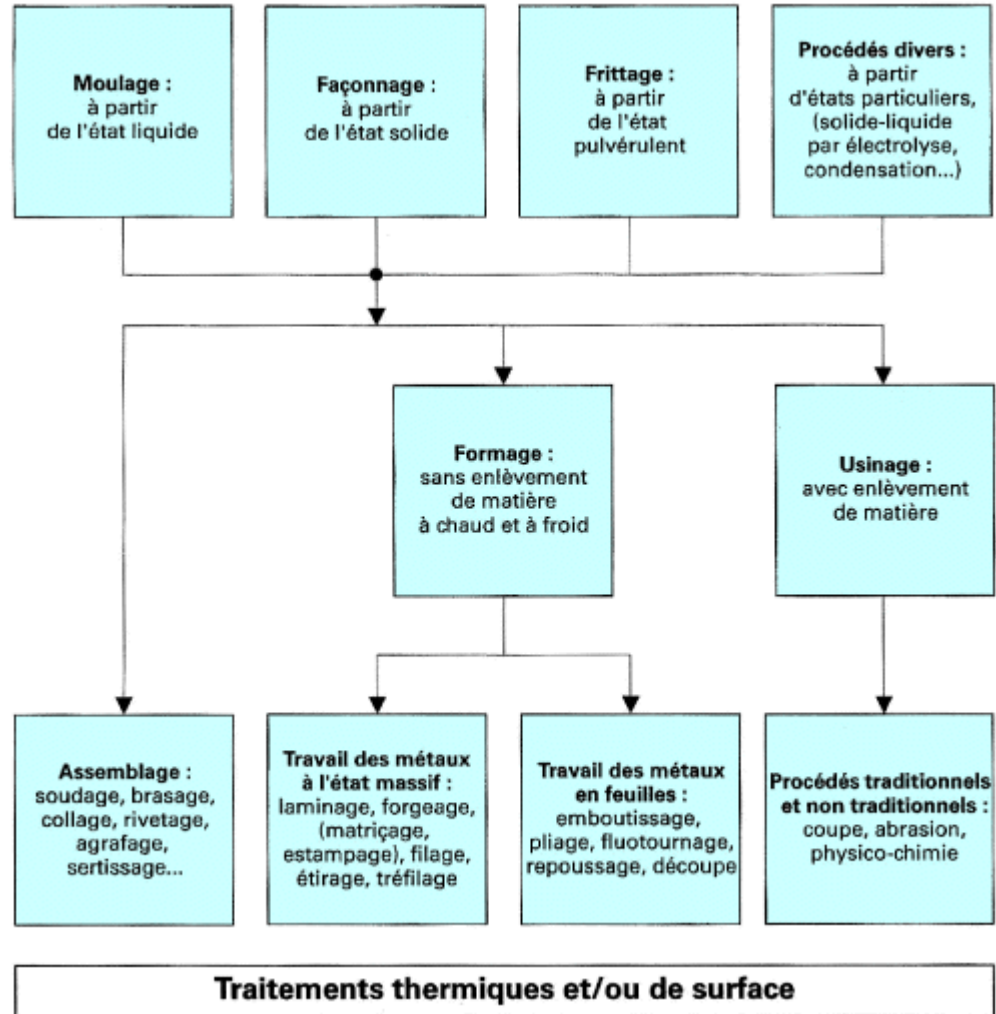 Moulage :
à partir
de l'état liquide
Façonnage :
à partir
de l'état solide
Frittage :
à partir
de l'état
pulvérulent
Procédés divers :
à partir
d'états particuliers,
(solide-liquide
par électrolyse,
condensation...)
Formage :
sans enlèvement
de matière
à chaud et à froid
Usinage :
avec enlèvement
de matière
Assemblage :
soudage, brasage,
collage, rivetage,
agrafage,
sertissage...
Travail des métaux
à l'état massif :
laminage, forgeage,
(matriçage,
estampage), filage,
étirage, tréfilage
Travail des métaux
en feuilles :
emboutissage,
pliage, fluotournage,
repoussage, découpe
Procédés traditionnels
et non traditionnels :
coupe, abrasion,
physico-chimie
Traitements thermiques et/ou de surface